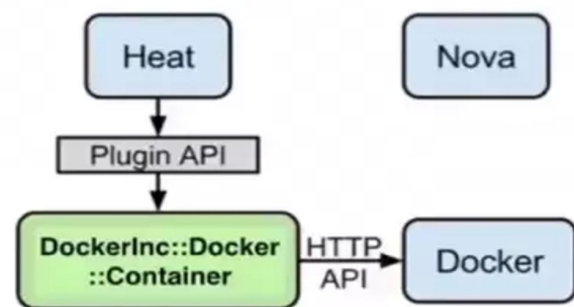 Heat
Nova
Plugin API
DockerInc::Docker
::Container
HTTP
API
Docker